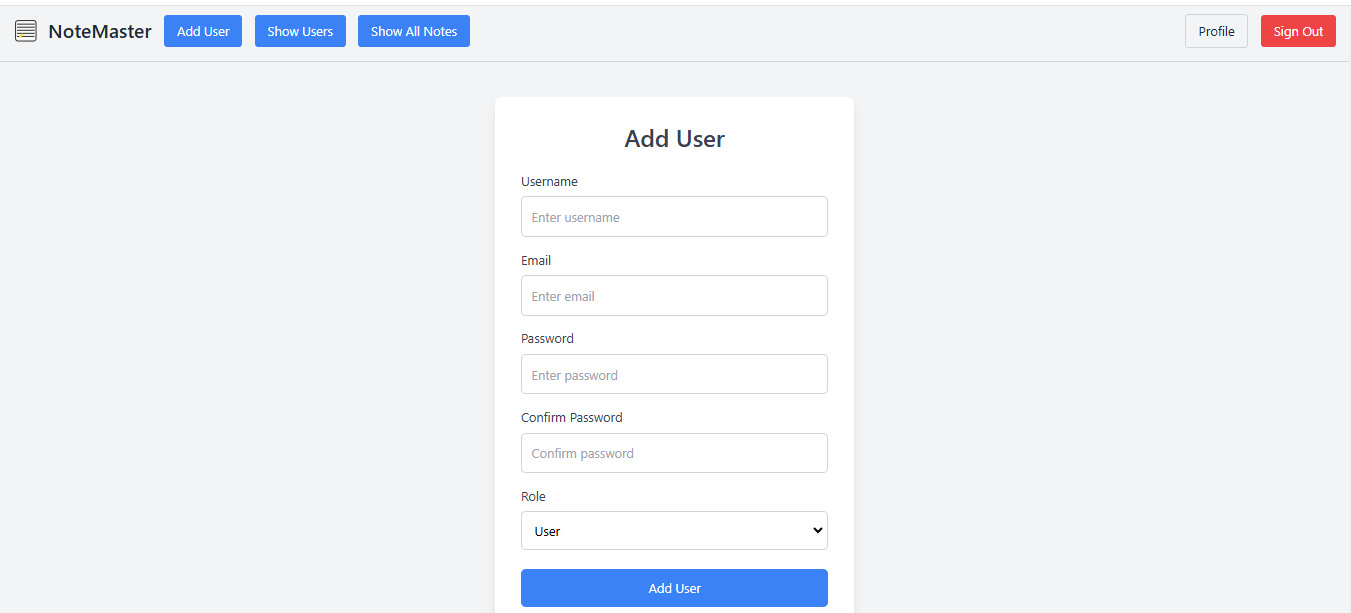 NoteMaster Add User Show Users Show All Notes Profile Sign Out
Add User
Username
Enter username
Email
Enter email
Password
Enter password
Confirm Password
Confirm password
Role
User
Add User